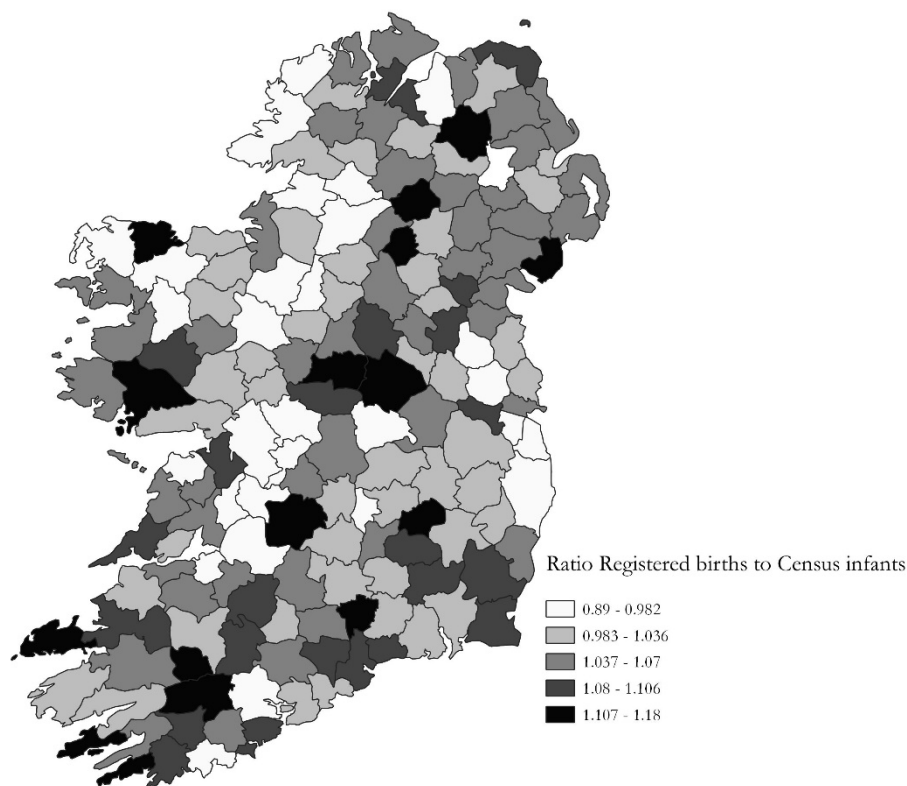 Ratio Registered births to Census infants
0.89 - 0.982
0.983 - 1.036
1.037 - 1.07
1.08 - 1.106
1.107 - 1.18